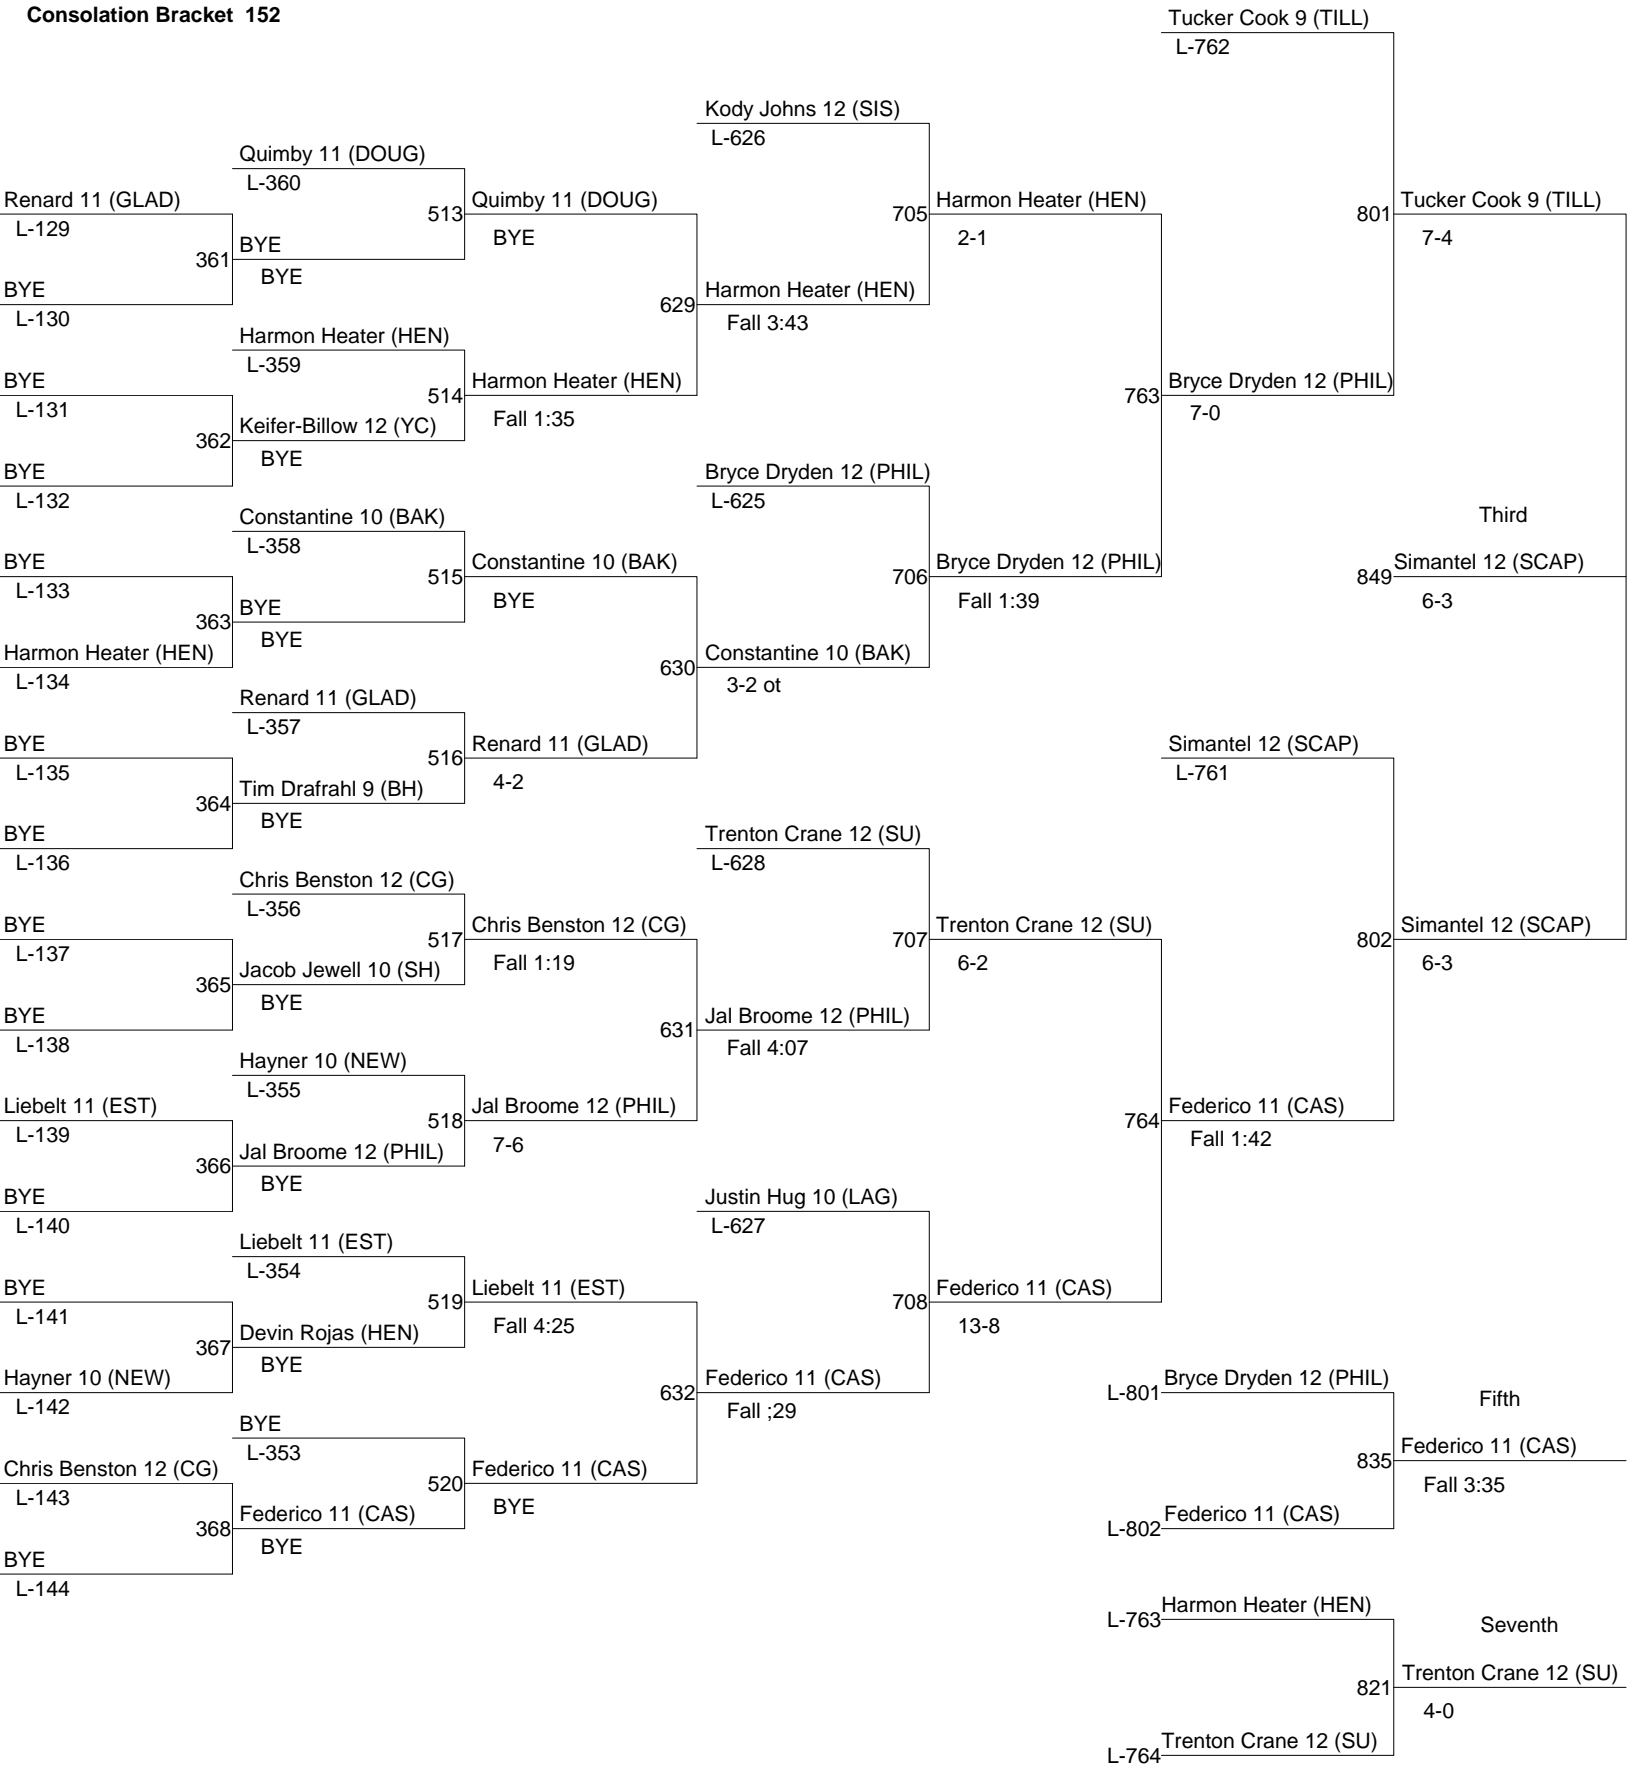 Consolation Bracket 152
Renard 11 (GLAD)
L-129
361
BYE
L-130
BYE
L-131
362
BYE
L-132
BYE
L-133
363
Harmon Heater (HEN)
L-134
BYE
L-135
364
BYE
L-136
BYE
L-137
365
BYE
L-138
Liebelt 11 (EST)
L-139
366
BYE
L-140
BYE
L-141
367
Hayner 10 (NEW)
L-142
Chris Benston 12 (CG)
L-143
368
BYE
L-144
Quimby 11 (DOUG)
L-360
513
BYE
BYE
Harmon Heater (HEN)
L-359
514
Keifer-Billow 12 (YC)
BYE
Constantine 10 (BAK)
L-358
515
BYE
BYE
Renard 11 (GLAD)
L-357
516
Tim Drafrahl 9 (BH)
BYE
Chris Benston 12 (CG)
L-356
517
Jacob Jewell 10 (SH)
BYE
Hayner 10 (NEW)
L-355
518
Jal Broome 12 (PHIL)
BYE
Liebelt 11 (EST)
L-354
519
Devin Rojas (HEN)
BYE
BYE
L-353
520
Federico 11 (CAS)
BYE
Quimby 11 (DOUG)
BYE
629
Harmon Heater (HEN)
Fall 1:35
Constantine 10 (BAK)
BYE
630
Renard 11 (GLAD)
4-2
Chris Benston 12 (CG)
Fall 1:19
631
Jal Broome 12 (PHIL)
7-6
Liebelt 11 (EST)
Fall 4:25
632
Federico 11 (CAS)
BYE
Kody Johns 12 (SIS)
L-626
705
Harmon Heater (HEN)
Fall 3:43
Bryce Dryden 12 (PHIL)
L-625
706
Constantine 10 (BAK)
3-2 ot
Trenton Crane 12 (SU)
L-628
707
Jal Broome 12 (PHIL)
Fall 4:07
Justin Hug 10 (LAG)
L-627
708
Federico 11 (CAS)
Fall ;29
Harmon Heater (HEN)
2-1
763
Bryce Dryden 12 (PHIL)
Fall 1:39
Trenton Crane 12 (SU)
6-2
764
Federico 11 (CAS)
13-8
Tucker Cook 9 (TILL)
L-762
801
Bryce Dryden 12 (PHIL)
7-0
Simantel 12 (SCAP)
L-761
802
Federico 11 (CAS)
Fall 1:42
Tucker Cook 9 (TILL)
7-4
Third
849
Simantel 12 (SCAP)
6-3
Simantel 12 (SCAP)
6-3
L-801
Bryce Dryden 12 (PHIL)
Fifth
835
Federico 11 (CAS)
Fall 3:35
L-802
Federico 11 (CAS)
L-763
Harmon Heater (HEN)
Seventh
821
Trenton Crane 12 (SU)
4-0
L-764
Trenton Crane 12 (SU)